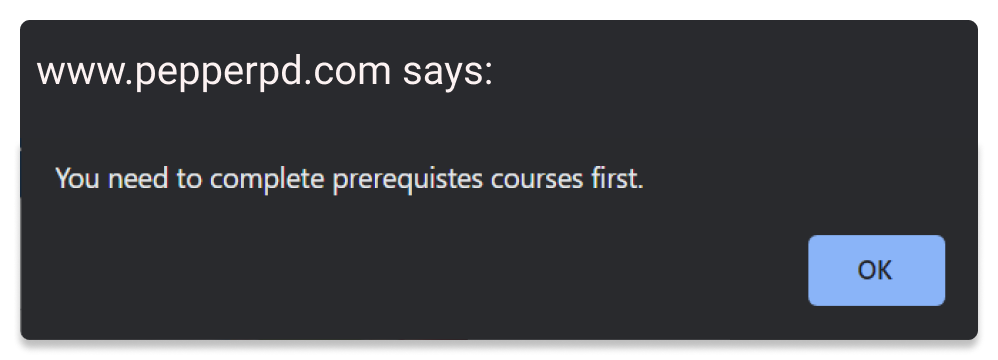 www.pepperpd.com says:
You need to complete prerequistes courses first.
OK